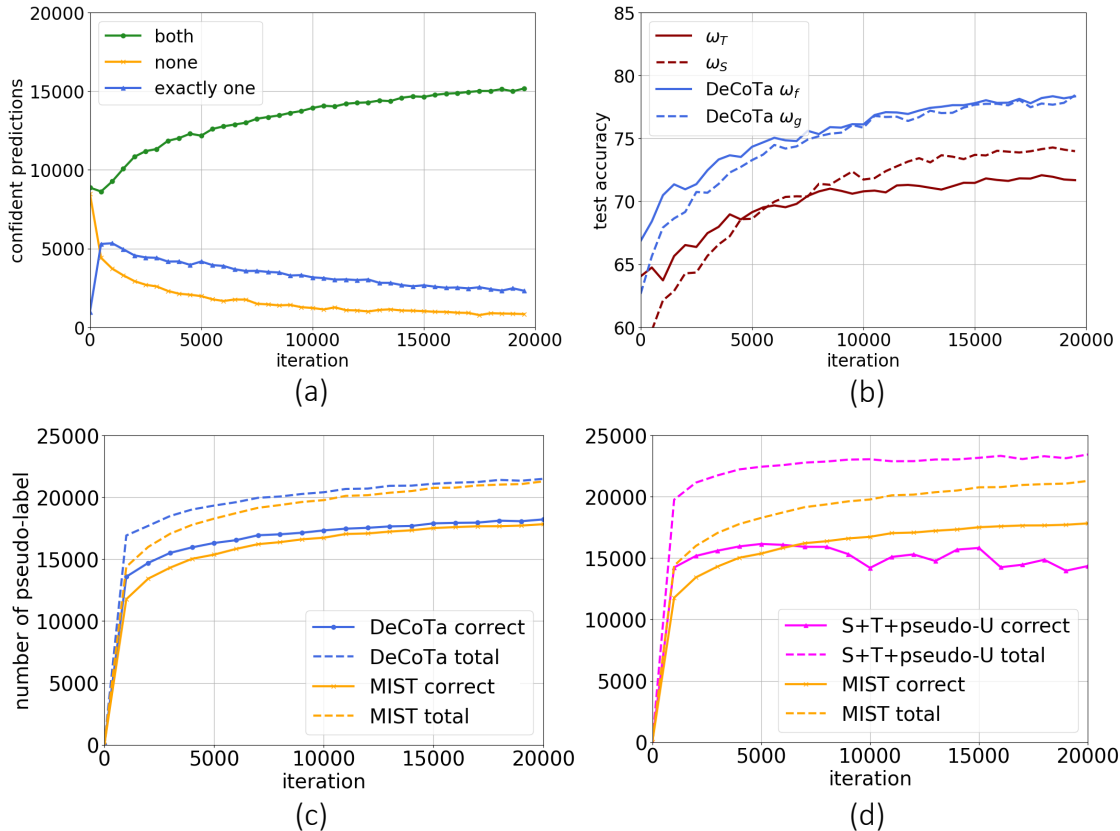 20000
15000
10000
5000
0
confident predictions
both
none
exactly one
0
5000
10000
15000
20000
iteration
(a)
85
80
75
70
65
60
test accuracy
ω_T
ω_S
DeCoTa ω_f
DeCoTa ω_g
0
5000
10000
15000
20000
iteration
(b)
25000
20000
15000
10000
5000
0
number of pseudo-label
DeCoTa correct
DeCoTa total
MIST correct
MIST total
0
5000
10000
15000
20000
iteration
(c)
25000
20000
15000
10000
5000
0
S+T+pseudo-U correct
S+T+pseudo-U total
MIST correct
MIST total
0
5000
10000
15000
20000
iteration
(d)